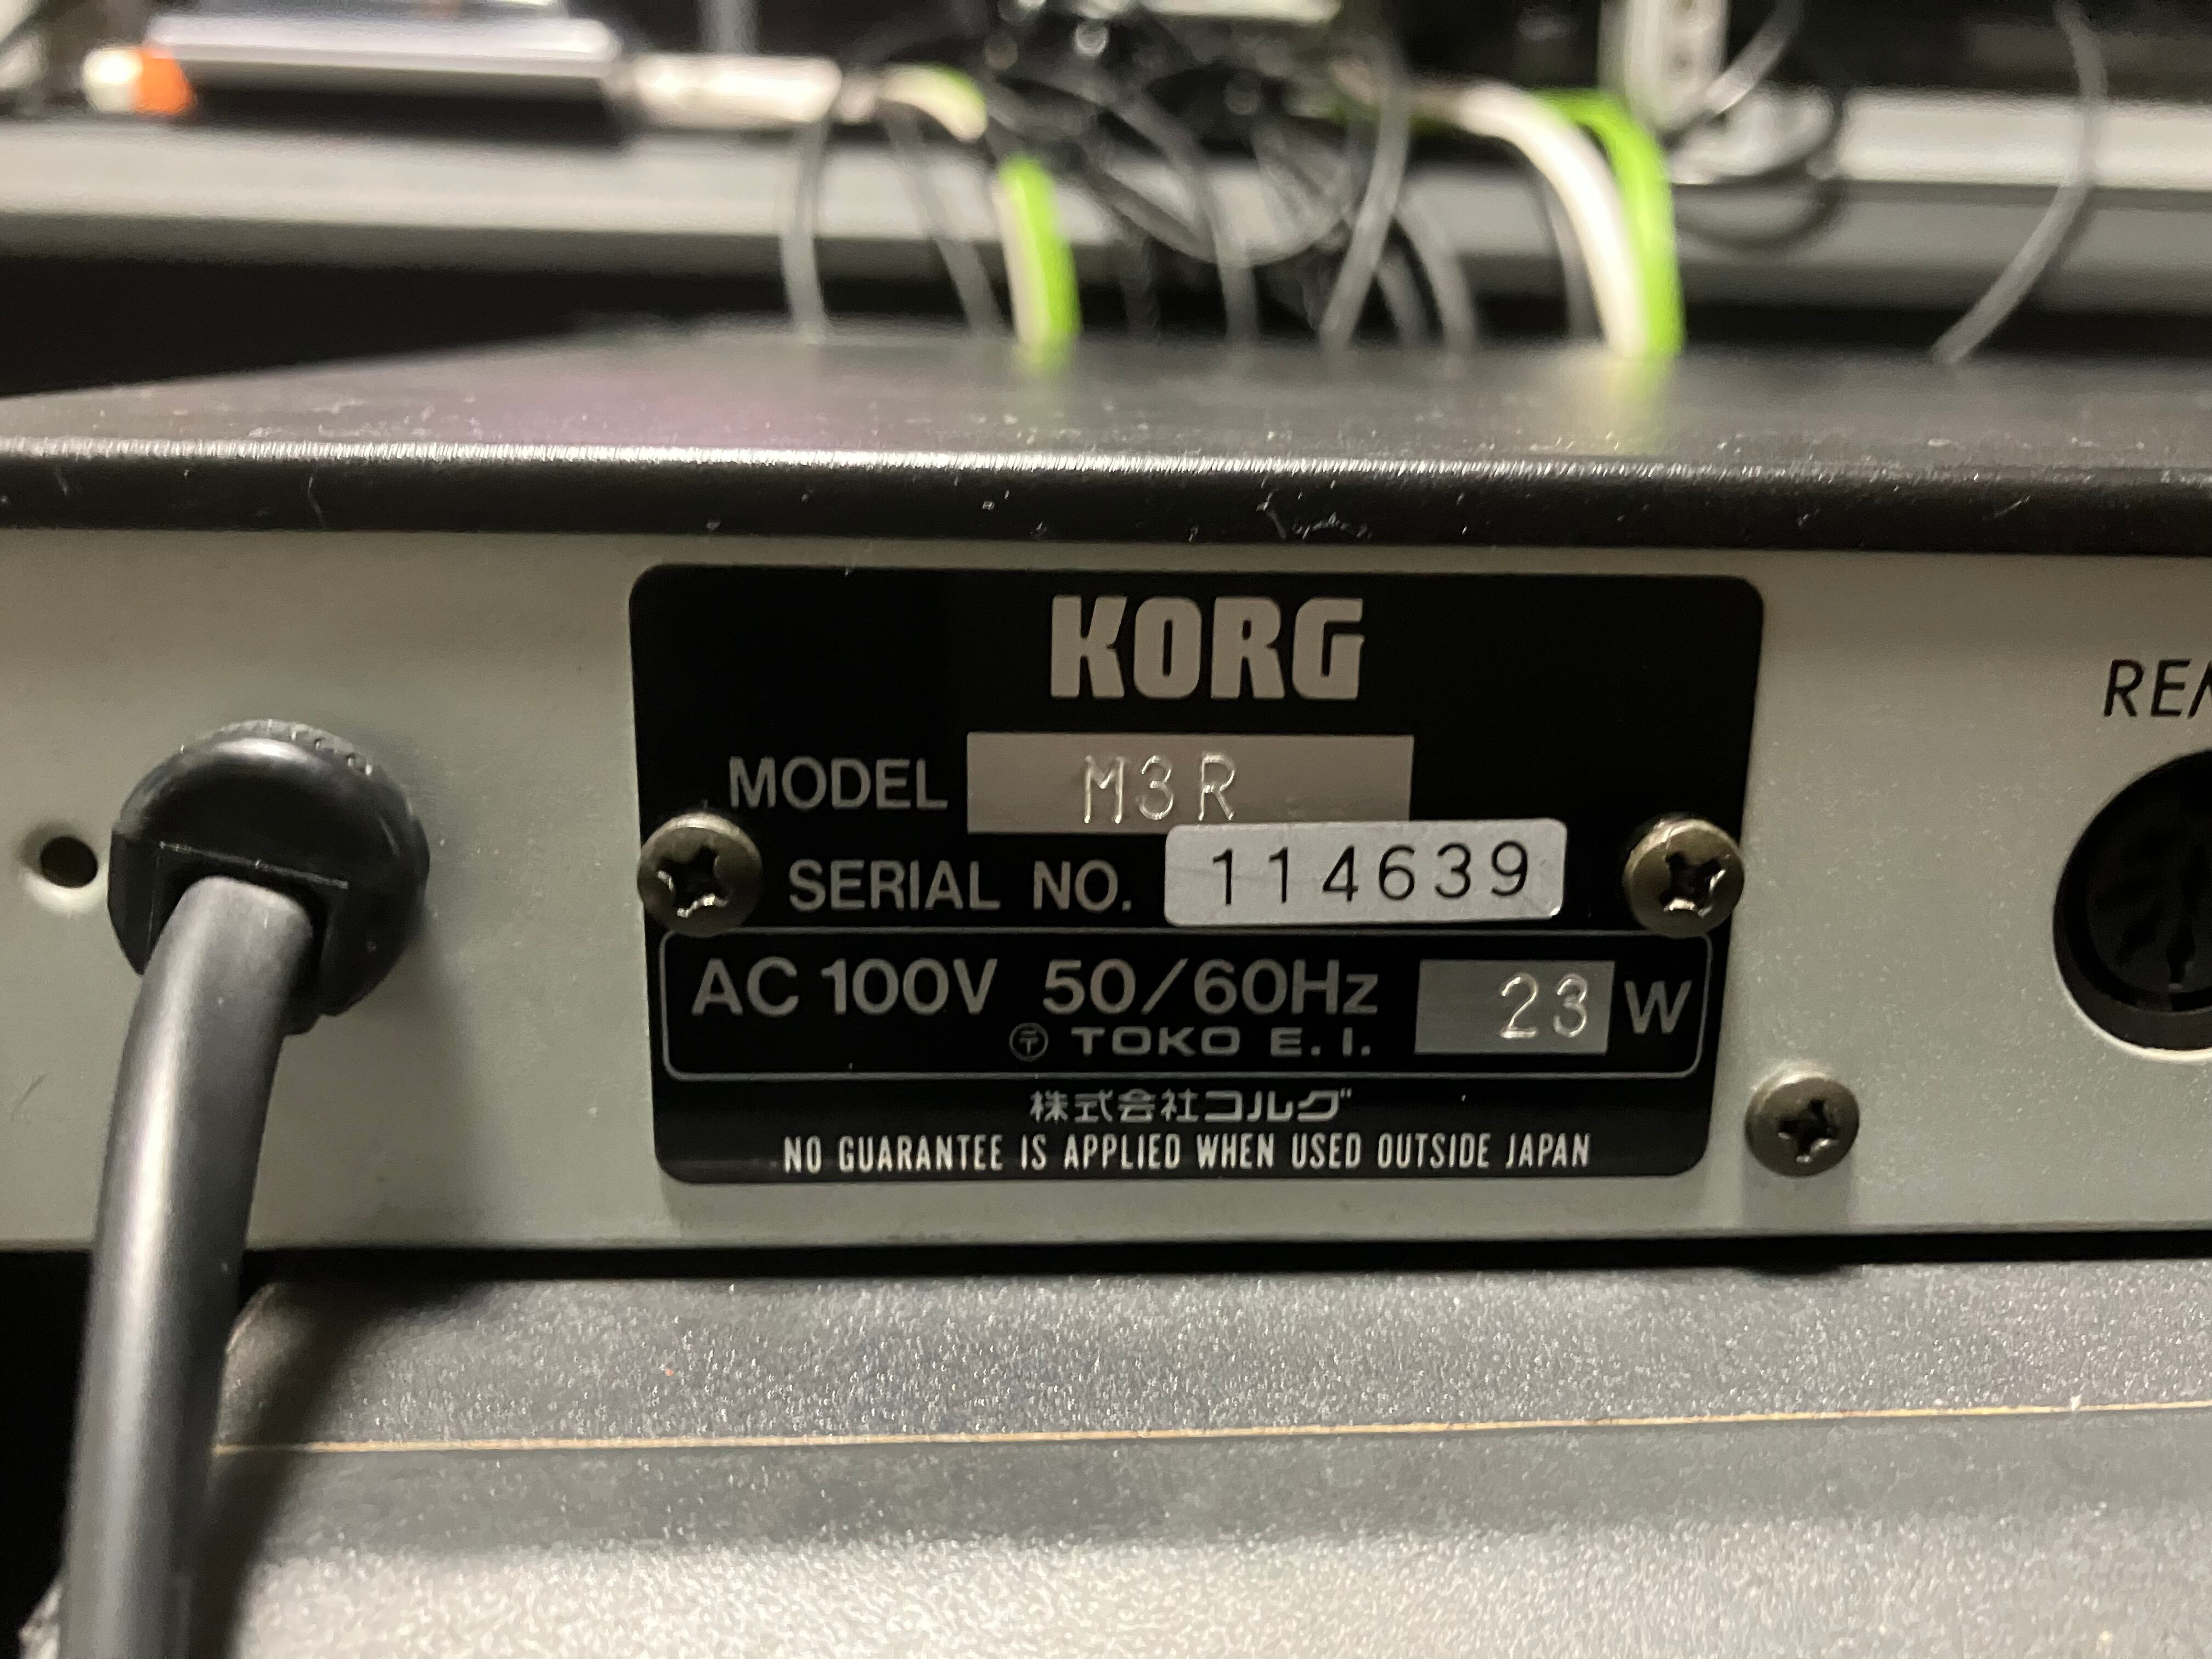 KORG
MODEL M3R
SERIAL NO. 114639
AC 100V 50/60Hz 23 W
〒 TOKO E. I.
株式会社コルグ
NO GUARANTEE IS APPLIED WHEN USED OUTSIDE JAPAN